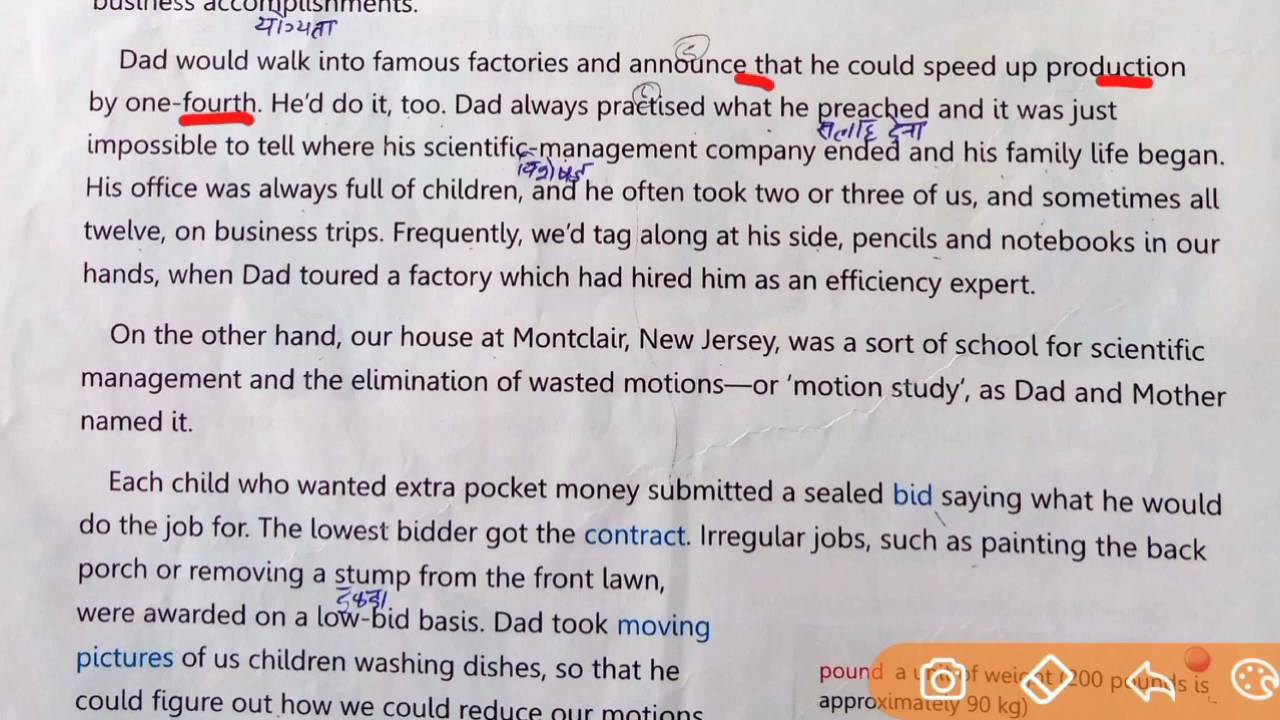 business accomplishments.
योग्यता
Dad would walk into famous factories and announce that he could speed up production
by one-fourth. He'd do it, too. Dad always practised what he preached and it was just
सलाह देना
impossible to tell where his scientific-management company ended and his family life began.
His office was always full of children, and he often took two or three of us, and sometimes all
twelve, on business trips. Frequently, we'd tag along at his side, pencils and notebooks in our
hands, when Dad toured a factory which had hired him as an efficiency expert.
On the other hand, our house at Montclair, New Jersey, was a sort of school for scientific
management and the elimination of wasted motions—or 'motion study', as Dad and Mother
named it.
Each child who wanted extra pocket money submitted a sealed bid saying what he would
do the job for. The lowest bidder got the contract. Irregular jobs, such as painting the back
porch or removing a stump from the front lawn,
टुकड़ा
were awarded on a low-bid basis. Dad took moving
pictures of us children washing dishes, so that he
could figure out how we could reduce our motions
pound a unit of weight (200 pounds is
approximately 90 kg)